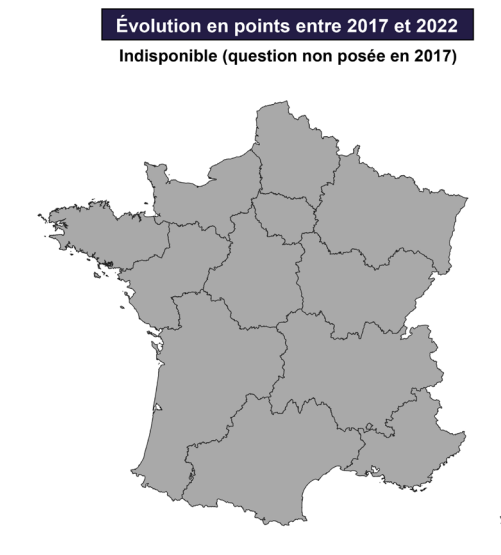 Évolution en points entre 2017 et 2022
Indisponible (question non posée en 2017)